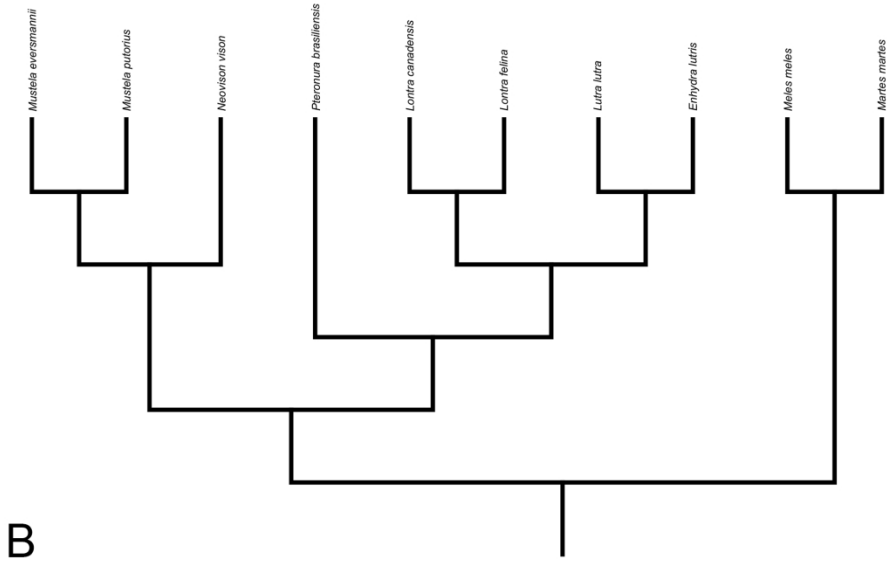 Mustela eversmannii
Mustela putorius
Neovison vison
Pteronura brasiliensis
Lontra canadensis
Lontra felina
Lutra lutra
Enhydra lutris
Meles meles
Martes martes
B